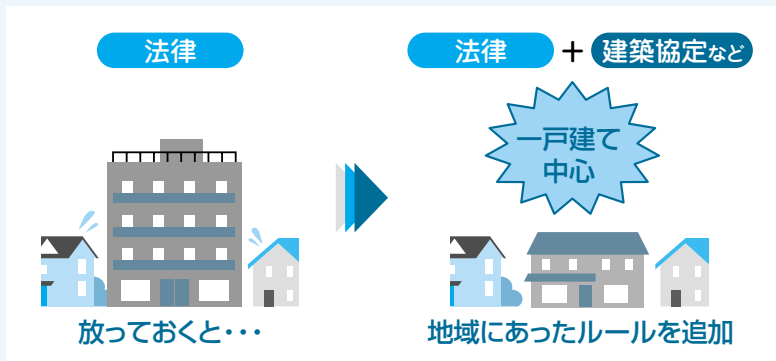 法律
放っておくと・・・
法律 + 建築協定など
一戸建て
中心
地域にあったルールを追加